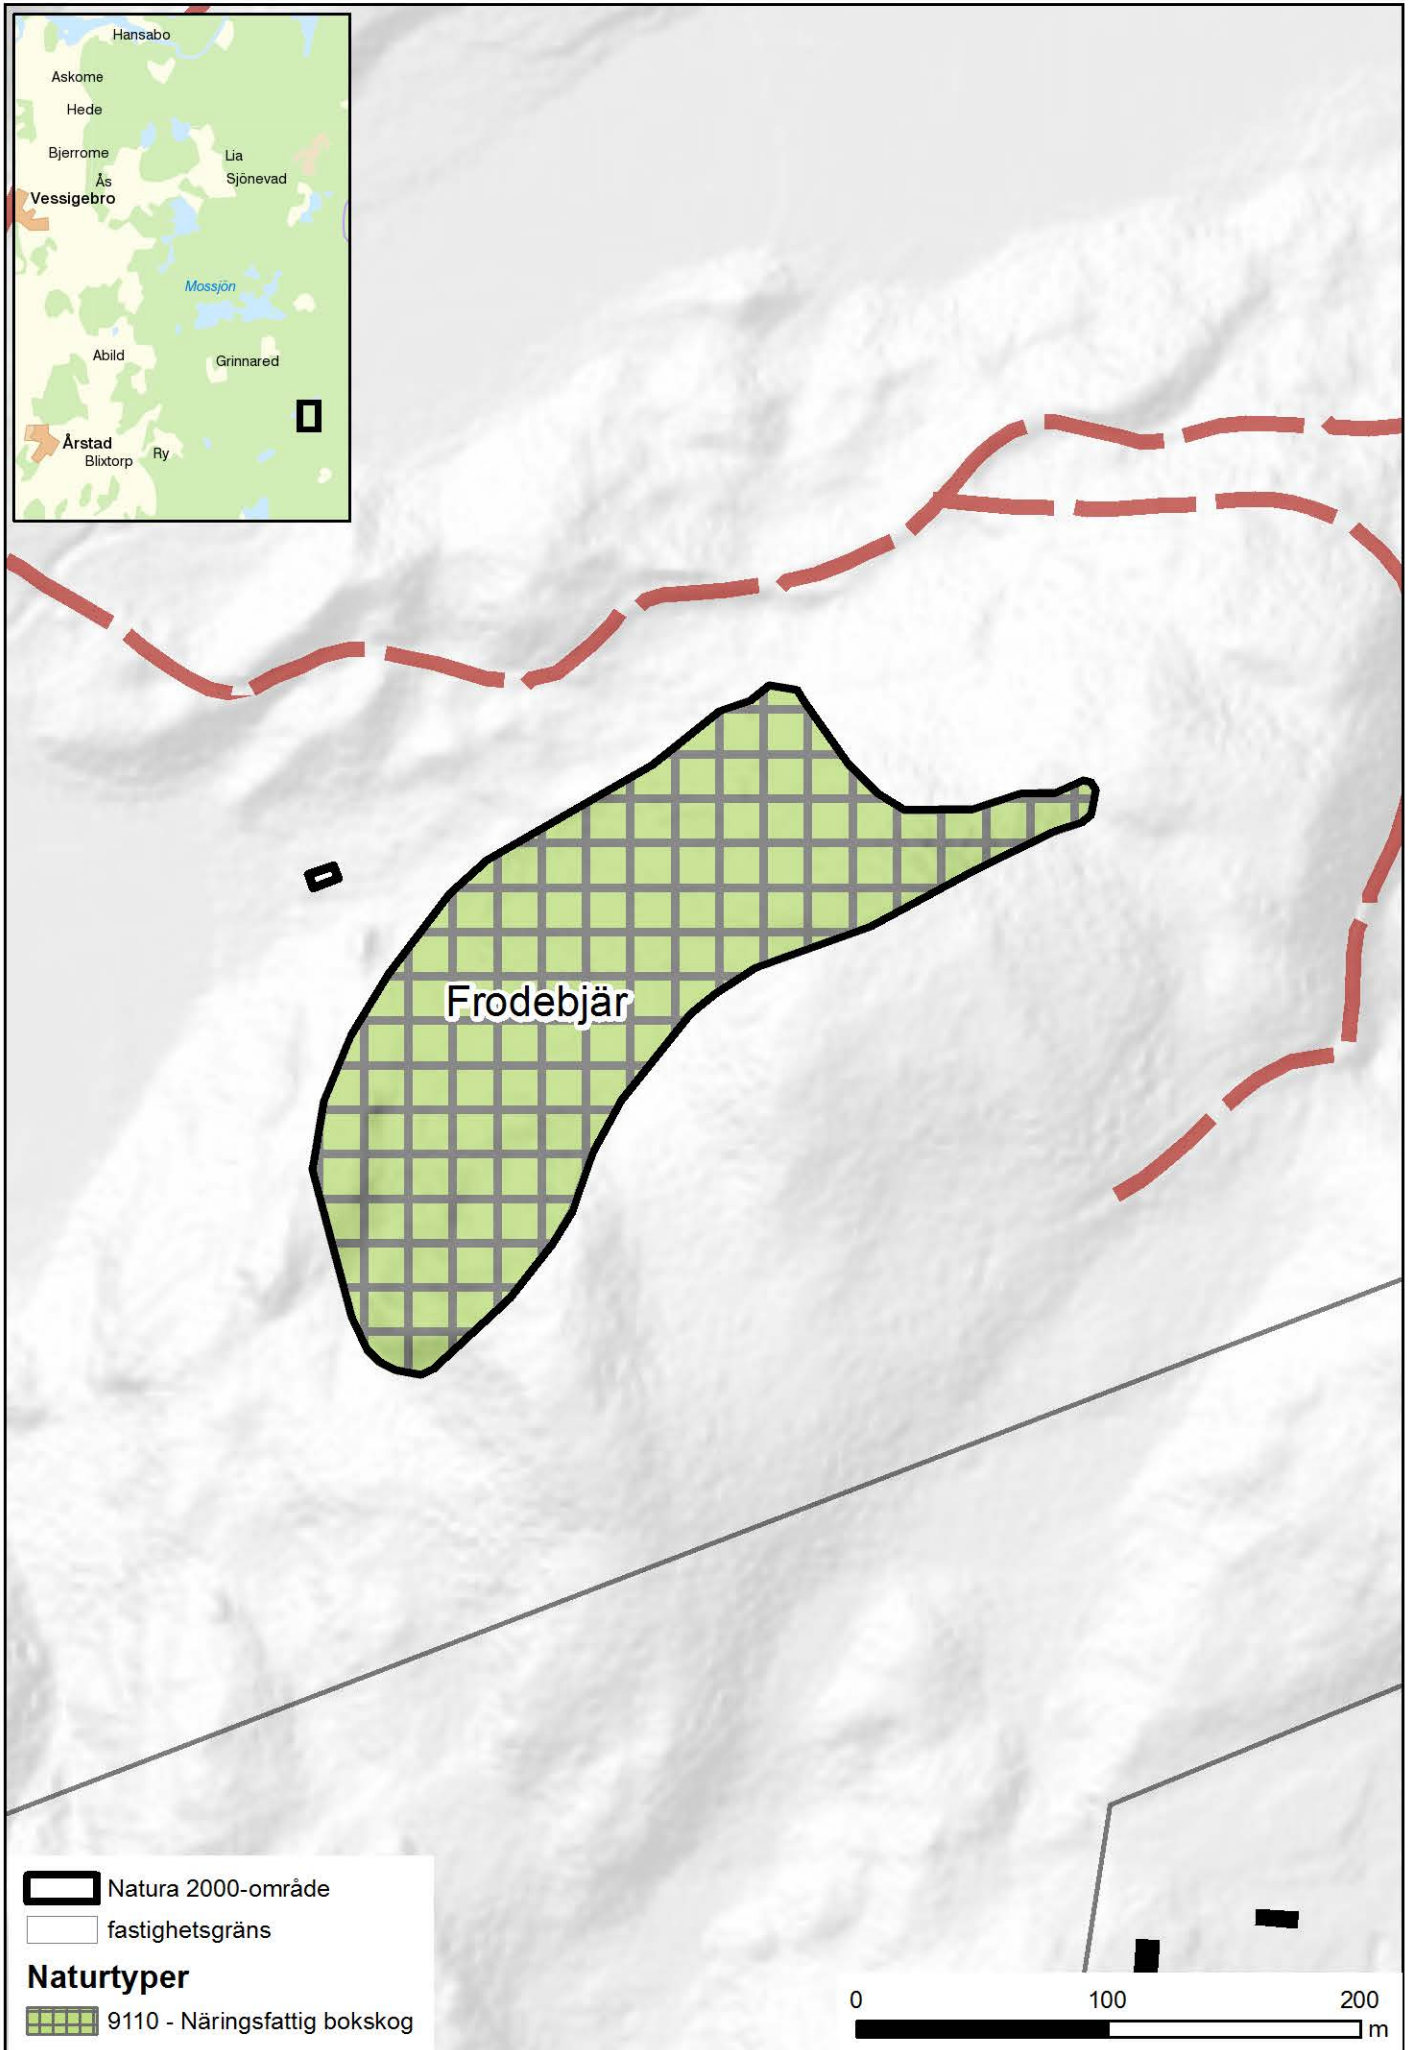 Hansabo
Askome
Hede
Bjerrome
Lia
Ås
Sjönevad
Vessigebro
Mossjön
Abild
Grinnared
Årstad
Blixtorp
Ry
Frodebjär
Natura 2000-område
fastighetsgräns
Naturtyper
9110 - Näringsfattig bokskog
0 100 200
m